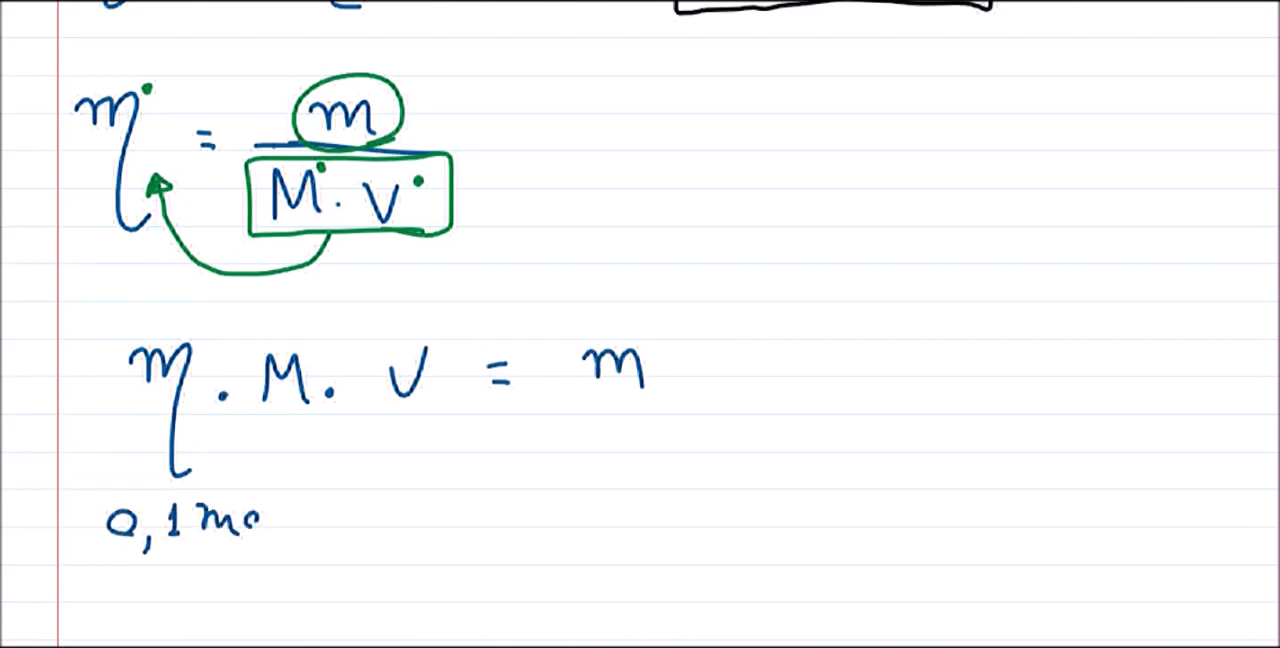 η = m / M · V
η . M . V = m
0,1 mo